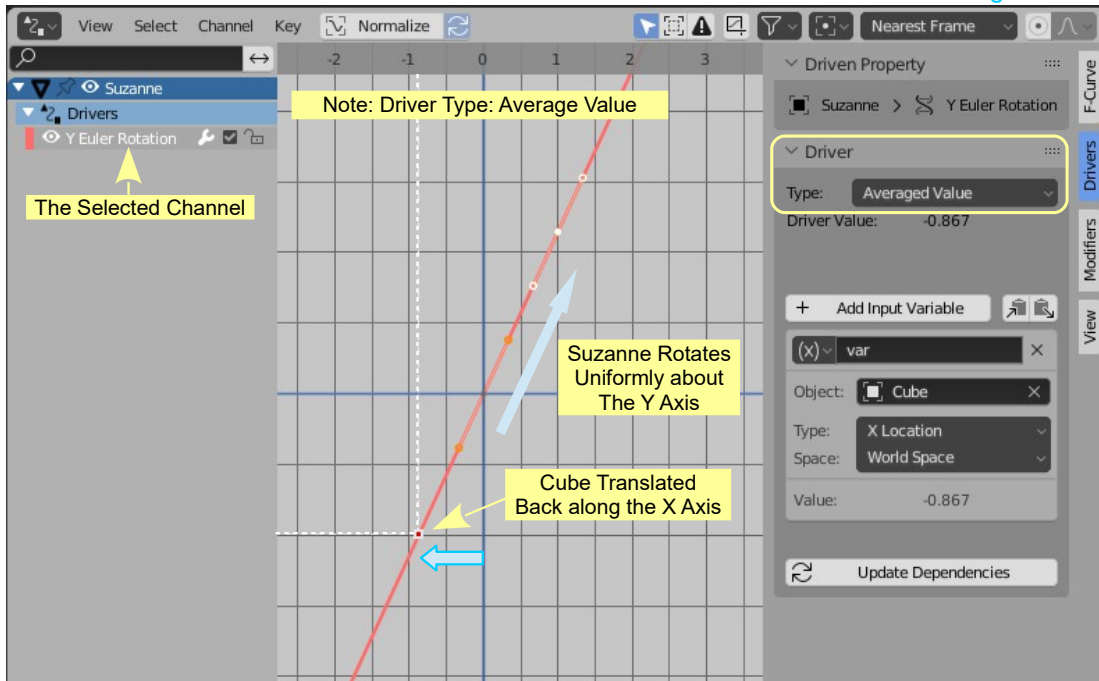 View Select Channel Key Normalize Nearest Frame
-2 -1 0 1 2 3
Suzanne
Drivers
Y Euler Rotation
The Selected Channel
Note: Driver Type: Average Value
Suzanne Rotates
Uniformly about
The Y Axis
Cube Translated
Back along the X Axis
Driven Property
Suzanne > Y Euler Rotation
Driver
Type: Averaged Value
Driver Value: -0.867
+ Add Input Variable
(x) var
Object: Cube
Type: X Location
Space: World Space
Value: -0.867
Update Dependencies
F-Curve
Drivers
Modifiers
View